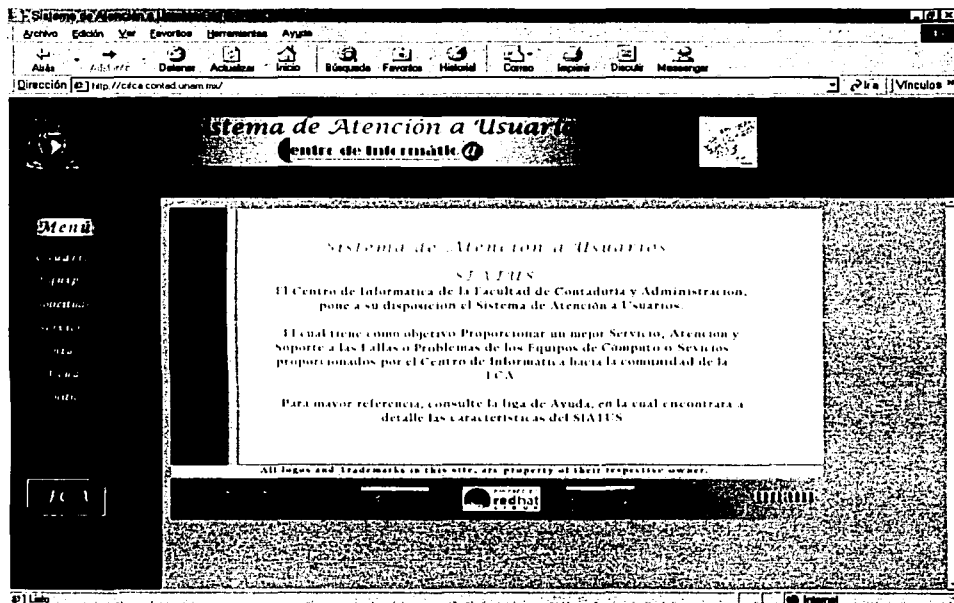 Sistema de Atención a
Archivo Edición Ver Favoritos Herramientas Ayuda
Atrás Adelante Detener Actualizar Inicio Búsqueda Favoritos Historial Correo Imprimir Discutir Messenger
Dirección http://cifca.contad.unam.mx/ Ir a Vínculos »
stema de Atención a Usuario
Centro de Informátic@
Menú
Sistema de Atención a Usuarios
SIATUS
El Centro de Informática de la Facultad de Contaduría y Administración,
pone a su disposición el Sistema de Atención a Usuarios.
El cual tiene como objetivo Proporcionar un mejor Servicio, Atención y
Soporte a las Fallas o Problemas de los Equipos de Cómputo o Sevicios
proporcionados por el Centro de Informática hacia la comunidad de la
FCA
Para mayor referencia, consulte la liga de Ayuda, en la cual encontrará a
detalle las características del SIATUS
All logos and Trademarks in this site, are property of their respective owner.
FCA
redhat
Listo Internet